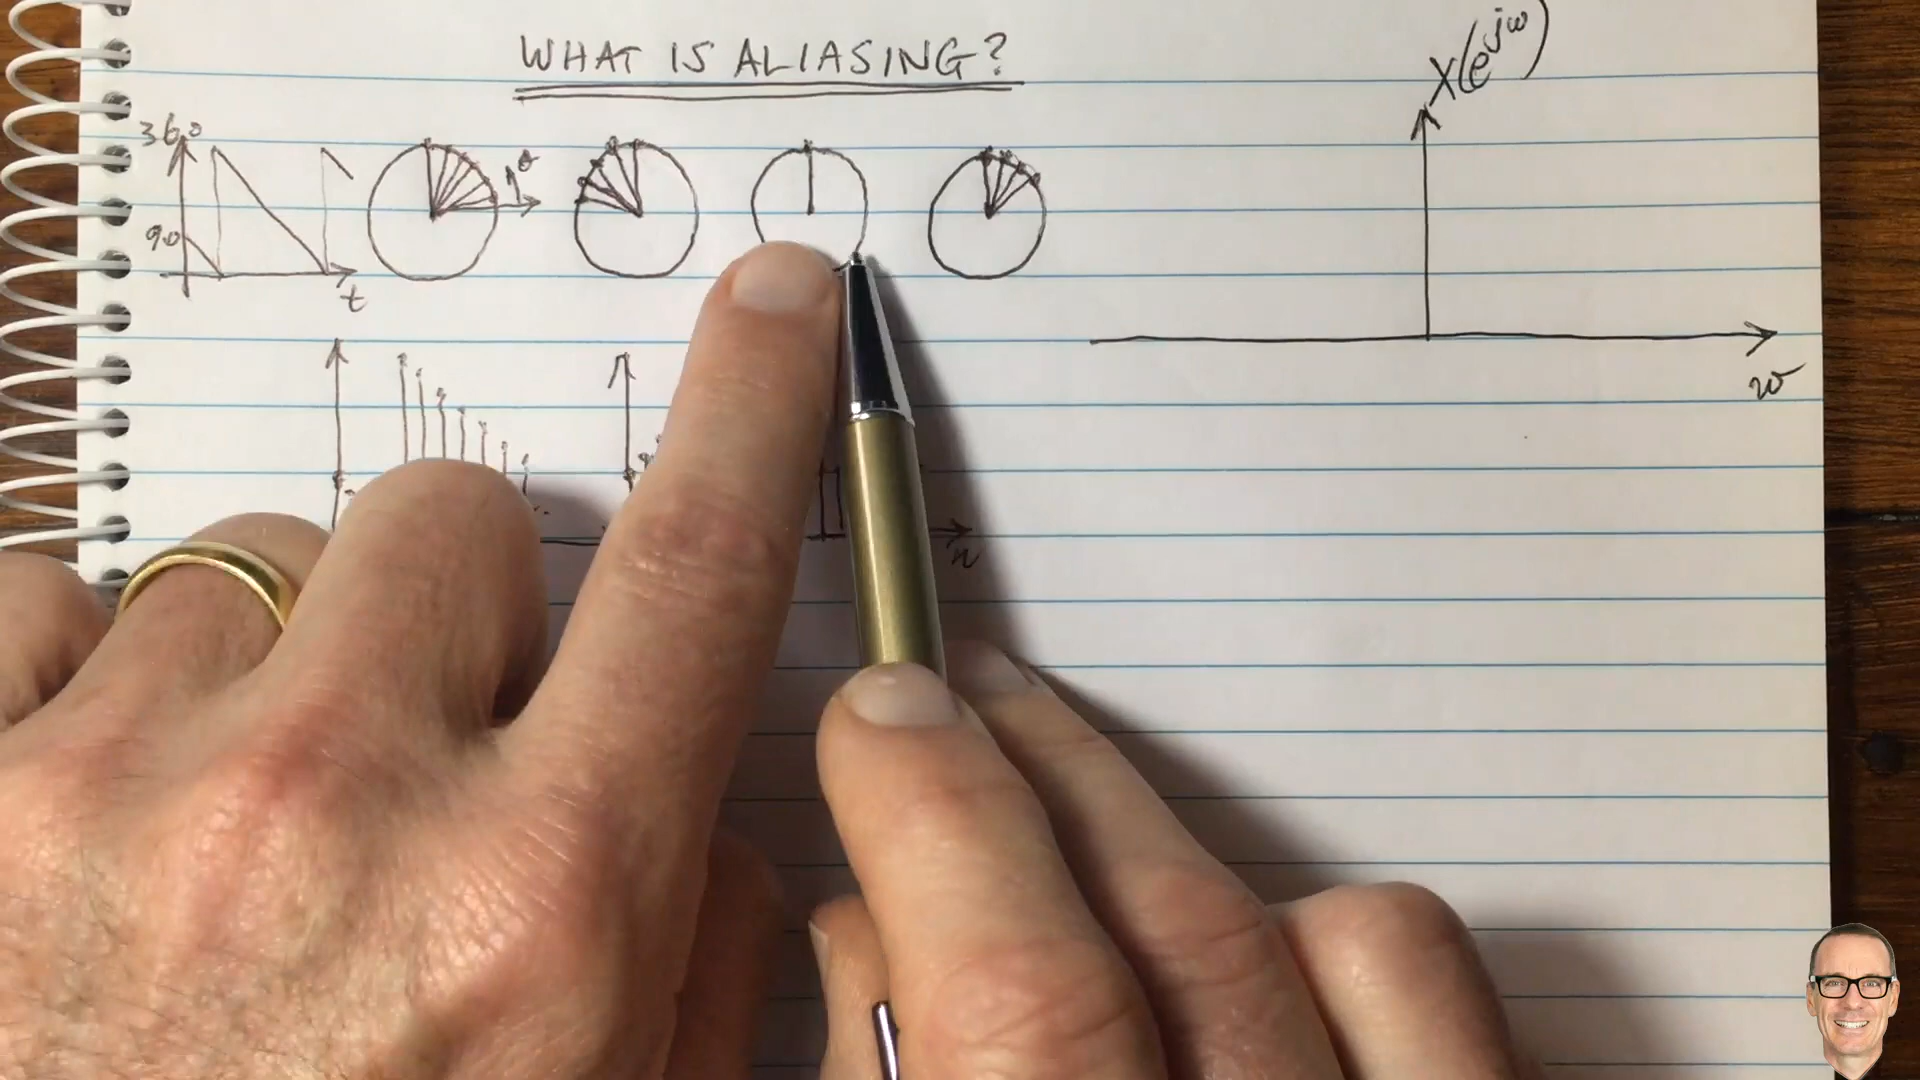 WHAT IS ALIASING?
X(e^jω)
360
90
θ
t
ω
n